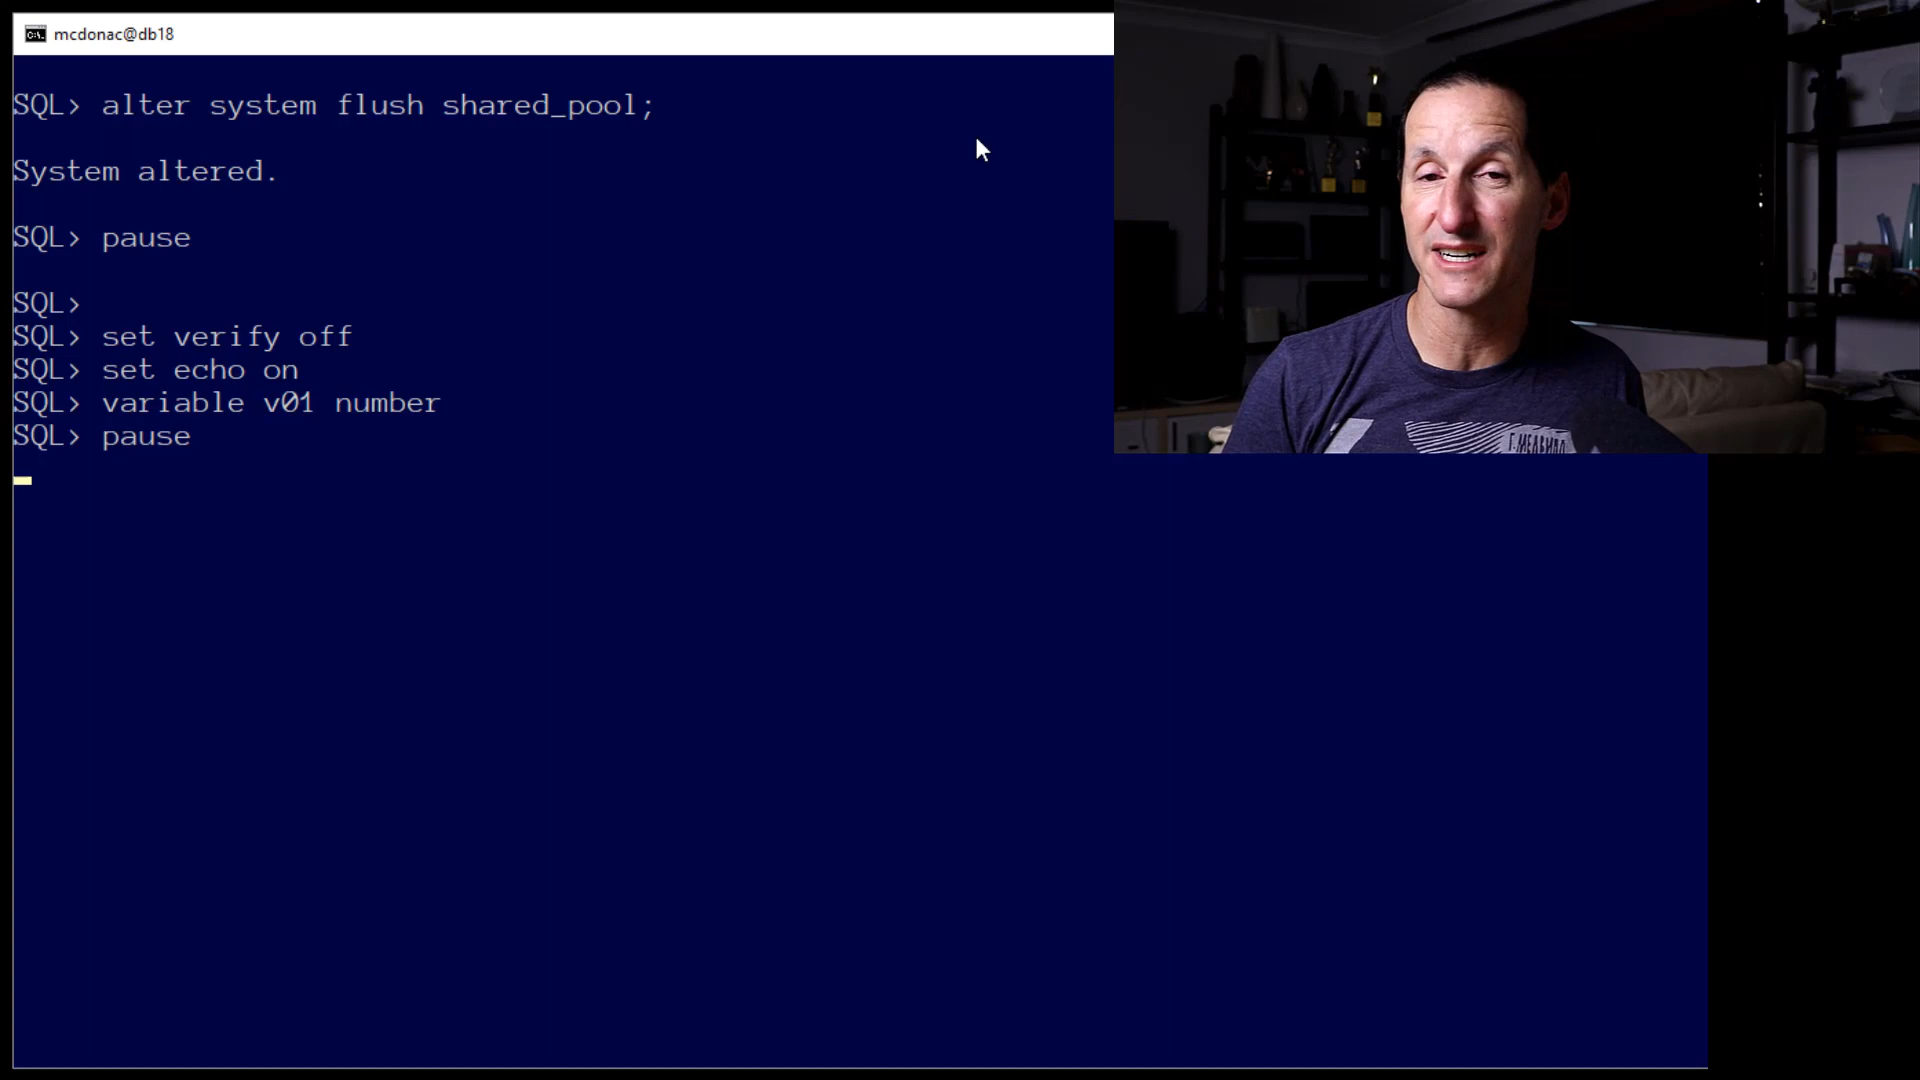 mcdonac@db18
SQL> alter system flush shared_pool;
System altered.
SQL> pause
SQL>
SQL> set verify off
SQL> set echo on
SQL> variable v01 number
SQL> pause
Г.МЕЛВИЛЛ